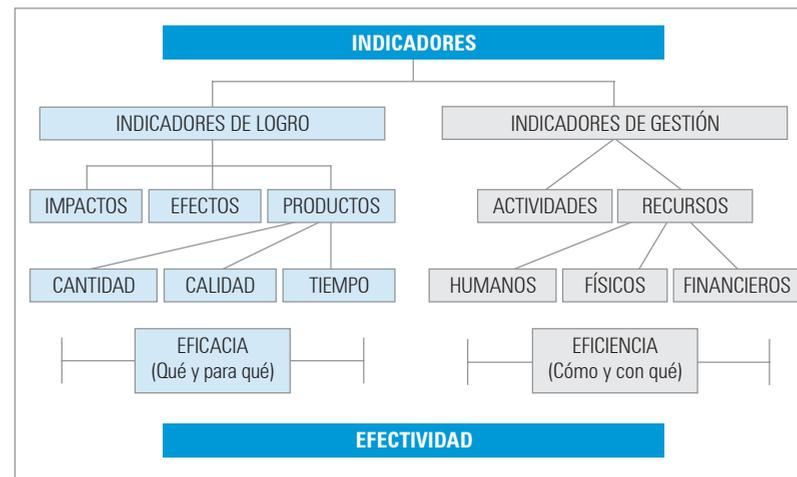 INDICADORES
INDICADORES DE LOGRO
INDICADORES DE GESTIÓN
IMPACTOS
EFECTOS
PRODUCTOS
ACTIVIDADES
RECURSOS
CANTIDAD
CALIDAD
TIEMPO
HUMANOS
FÍSICOS
FINANCIEROS
EFICACIA
(Qué y para qué)
EFICIENCIA
(Cómo y con qué)
EFECTIVIDAD